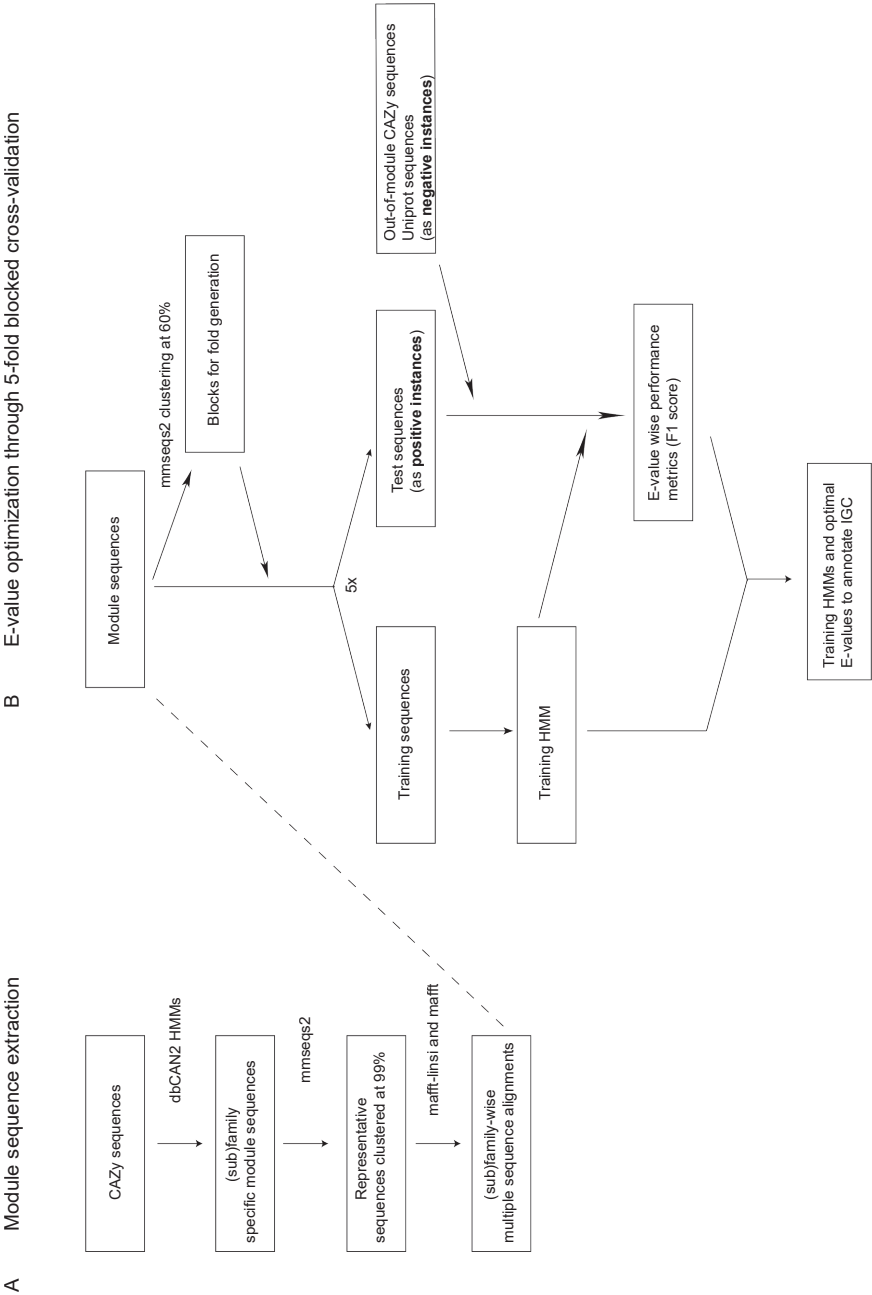 A Module sequence extraction
CAZy sequences
dbCAN2 HMMs
(sub)family
specific module sequences
mmseqs2
Representative
sequences clustered at 99%
mafft-linsi and mafft
(sub)family-wise
multiple sequence alignments
B E-value optimization through 5-fold blocked cross-validation
Module sequences
mmseqs2 clustering at 60%
Blocks for fold generation
5x
Training sequences
Test sequences
(as positive instances)
Out-of-module CAZy sequences
Uniprot sequences
(as negative instances)
Training HMM
E-value wise performance
metrics (F1 score)
Training HMMs and optimal
E-values to annotate IGC